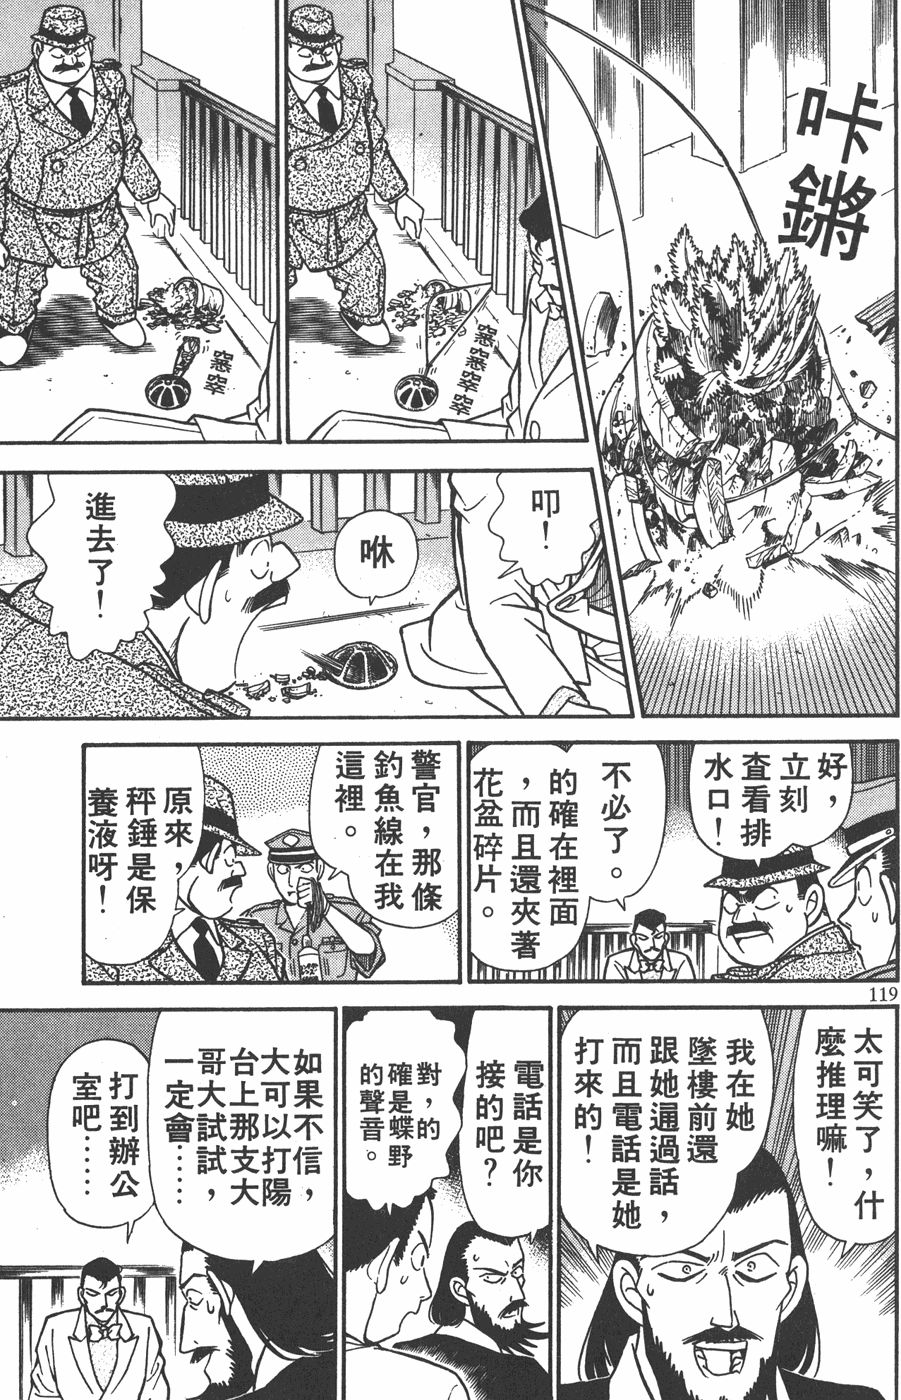 咔
鏘
窸窸窣窣
窸窸窣窣
叩！
咻
進去了！
好，
立刻
查看排
水口！
不必了。
的確在裡面
，而且還夾著
花盆碎片。
警官，那條
釣魚線在我
這裡。
原來，
秤錘是保
養液呀！
119
太可笑了，什
麼推理嘛！
我在她
墜樓前還
跟她通過話，
而且電話是她
打來的！
電話是你
接的吧？
對，的
確是蝶野
的聲音。
如果不信，
大可以打陽
台上那支大
哥大試試，
一定會……
打到辦公
室吧……